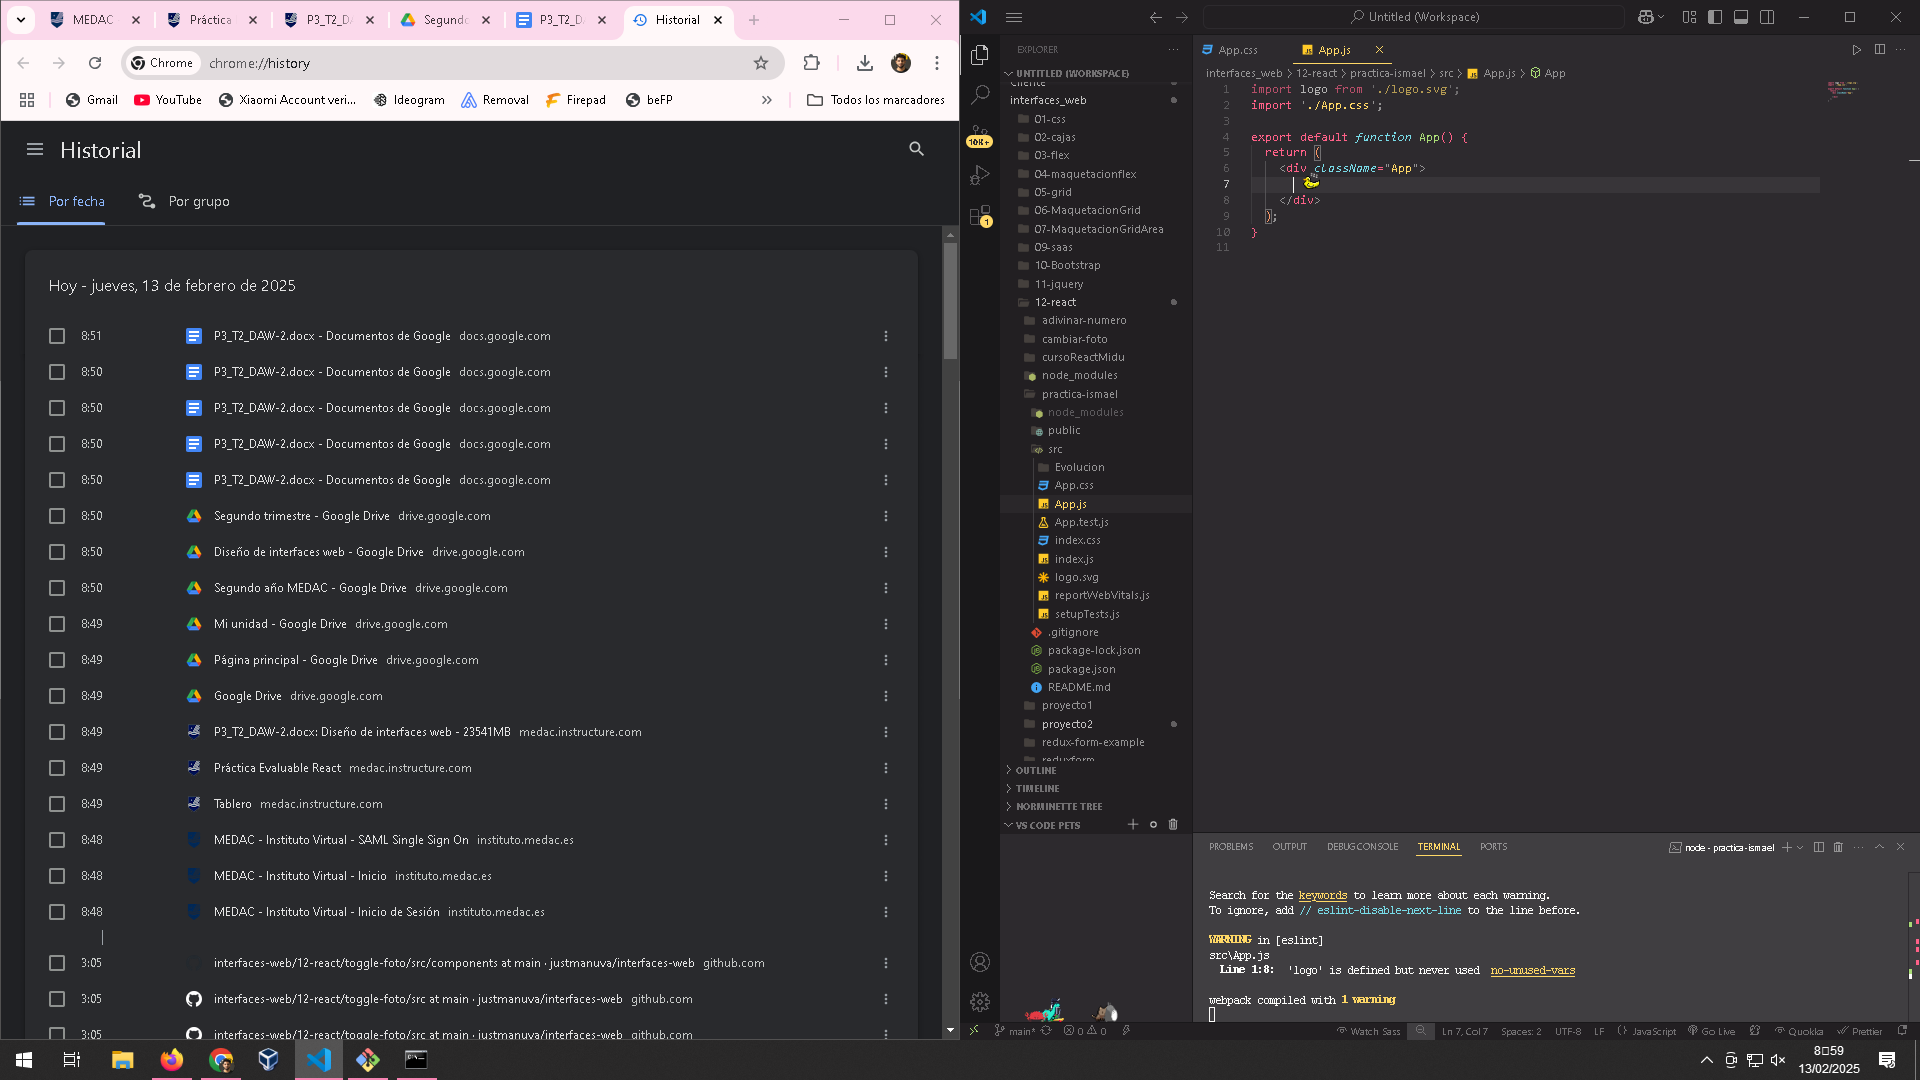 MEDAC
Práctica
P3_T2_DA
Segundo
P3_T2_D
Historial
Chrome
chrome://history
Gmail
YouTube
Xiaomi Account veri...
Ideogram
Removal
Firepad
beFP
Todos los marcadores
Historial
Por fecha
Por grupo
Hoy - jueves, 13 de febrero de 2025
8:51 P3_T2_DAW-2.docx - Documentos de Google docs.google.com
8:50 P3_T2_DAW-2.docx - Documentos de Google docs.google.com
8:50 P3_T2_DAW-2.docx - Documentos de Google docs.google.com
8:50 P3_T2_DAW-2.docx - Documentos de Google docs.google.com
8:50 P3_T2_DAW-2.docx - Documentos de Google docs.google.com
8:50 Segundo trimestre - Google Drive drive.google.com
8:50 Diseño de interfaces web - Google Drive drive.google.com
8:50 Segundo año MEDAC - Google Drive drive.google.com
8:49 Mi unidad - Google Drive drive.google.com
8:49 Página principal - Google Drive drive.google.com
8:49 Google Drive drive.google.com
8:49 P3_T2_DAW-2.docx: Diseño de interfaces web - 23541MB medac.instructure.com
8:49 Práctica Evaluable React medac.instructure.com
8:49 Tablero medac.instructure.com
8:48 MEDAC - Instituto Virtual - SAML Single Sign On instituto.medac.es
8:48 MEDAC - Instituto Virtual - Inicio instituto.medac.es
8:48 MEDAC - Instituto Virtual - Inicio de Sesión instituto.medac.es
3:05 interfaces-web/12-react/toggle-foto/src/components at main · justmanuva/interfaces-web github.com
3:05 interfaces-web/12-react/toggle-foto/src at main · justmanuva/interfaces-web github.com
3:05 interfaces-web/12-react/toggle-foto/src at main · justmanuva/interfaces-web github.com
Untitled (Workspace)
EXPLORER
UNTITLED (WORKSPACE)
Cliente
interfaces_web
01-css
02-cajas
03-flex
04-maquetacionflex
05-grid
06-MaquetacionGrid
07-MaquetacionGridArea
09-saas
10-Bootstrap
11-jquery
12-react
adivinar-numero
cambiar-foto
cursoReactMidu
node_modules
practica-ismael
node_modules
public
src
Evolucion
App.css
App.js
App.test.js
index.css
index.js
logo.svg
reportWebVitals.js
setupTests.js
.gitignore
package-lock.json
package.json
README.md
proyecto1
proyecto2
redux-form-example
reduxform
OUTLINE
TIMELINE
NORMINETTE TREE
VS CODE PETS
10K+
1
App.css
App.js
interfaces_web > 12-react > practica-ismael > src > App.js > App
1 import logo from './logo.svg';
2 import './App.css';
3
4 export default function App() {
5 return (
6 <div className="App">
7
8 </div>
9 );
10 }
11
PROBLEMS
OUTPUT
DEBUG CONSOLE
TERMINAL
PORTS
node - practica-ismael
Search for the keywords to learn more about each warning.
To ignore, add // eslint-disable-next-line to the line before.
WARNING in [eslint]
src\App.js
Line 1:8: 'logo' is defined but never used no-unused-vars
webpack compiled with 1 warning
main*
0 0
Watch Sass
Ln 7, Col 7
Spaces: 2
UTF-8
LF
{} JavaScript
Go Live
Quokka
Prettier
8:59
13/02/2025